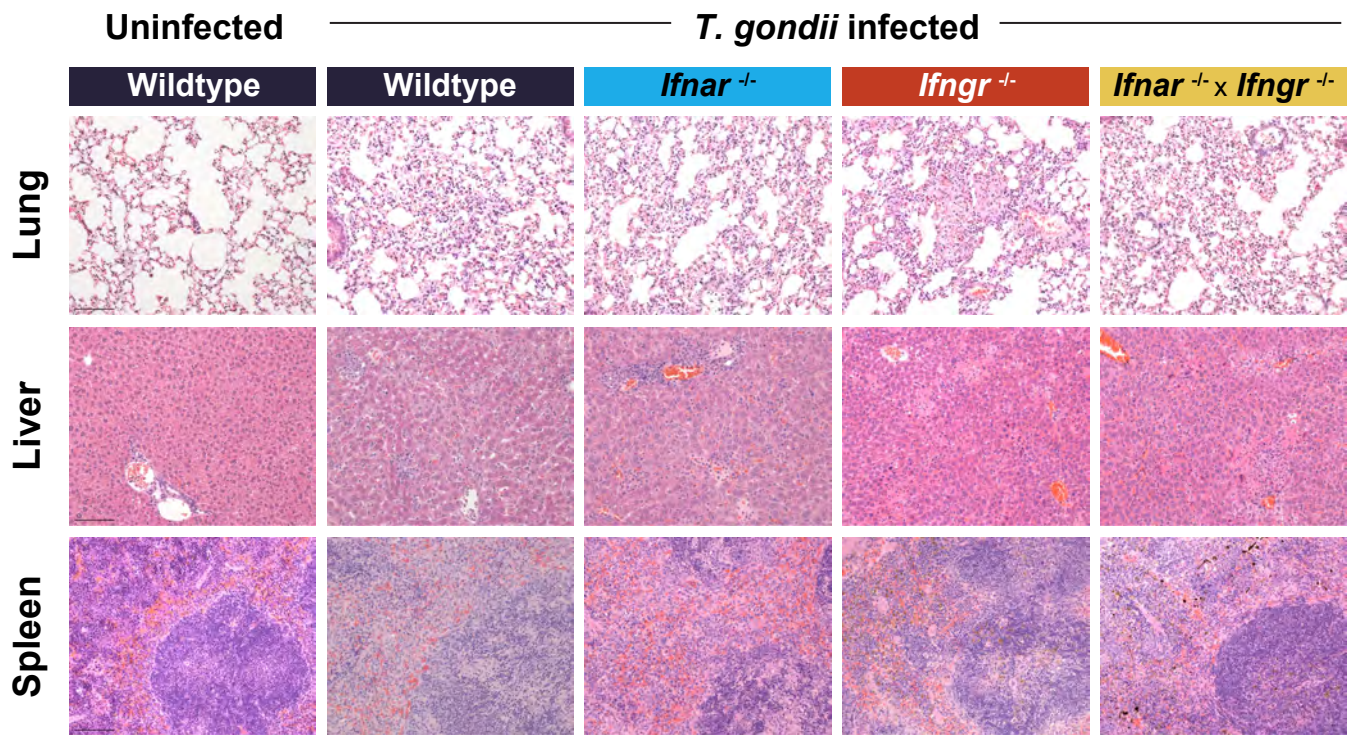 Uninfected T. gondii infected
Wildtype Wildtype Ifnar -/- Ifngr -/- Ifnar -/- x Ifngr -/-
Lung
Liver
Spleen